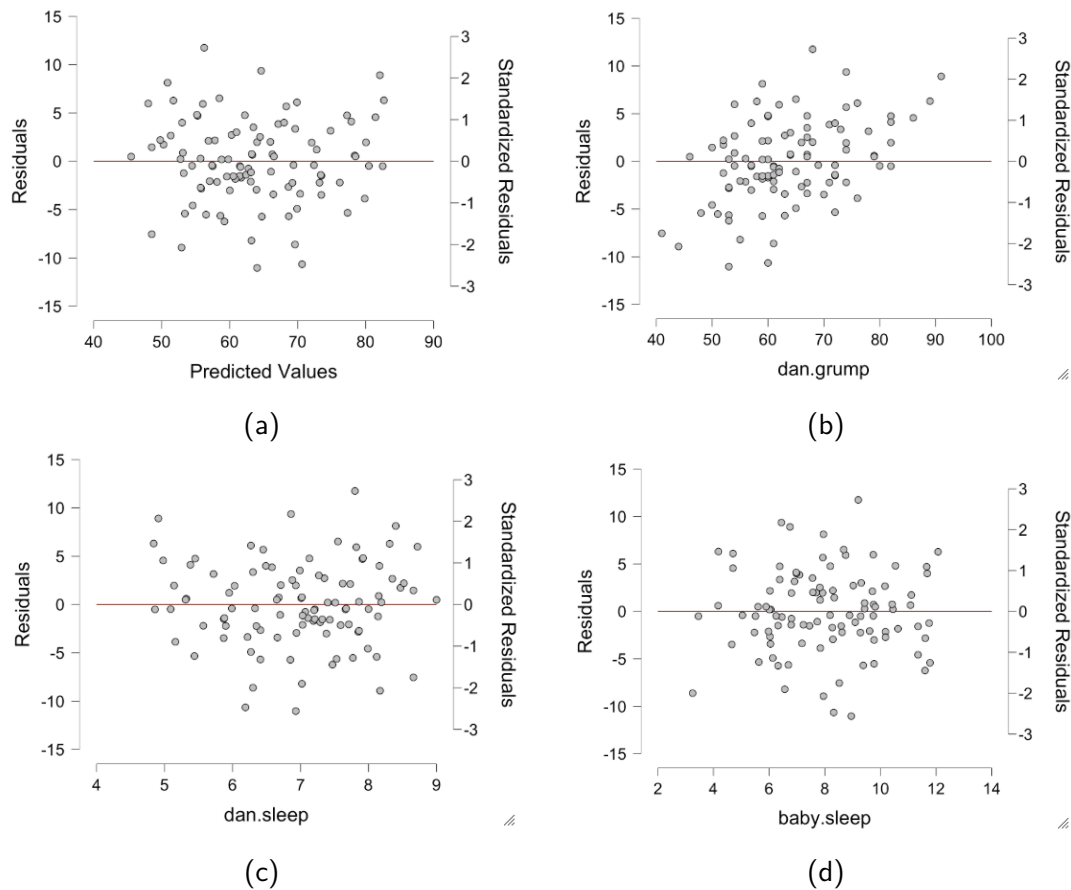 15
10
5
0
-5
-10
-15
Residuals
3
2
1
0
-1
-2
-3
Standardized Residuals
40 50 60 70 80 90
Predicted Values
(a)
15
10
5
0
-5
-10
-15
Residuals
3
2
1
0
-1
-2
-3
Standardized Residuals
40 50 60 70 80 90 100
dan.grump
(b)
15
10
5
0
-5
-10
-15
Residuals
3
2
1
0
-1
-2
-3
Standardized Residuals
4 5 6 7 8 9
dan.sleep
(c)
15
10
5
0
-5
-10
-15
Residuals
3
2
1
0
-1
-2
-3
Standardized Residuals
2 4 6 8 10 12 14
baby.sleep
(d)